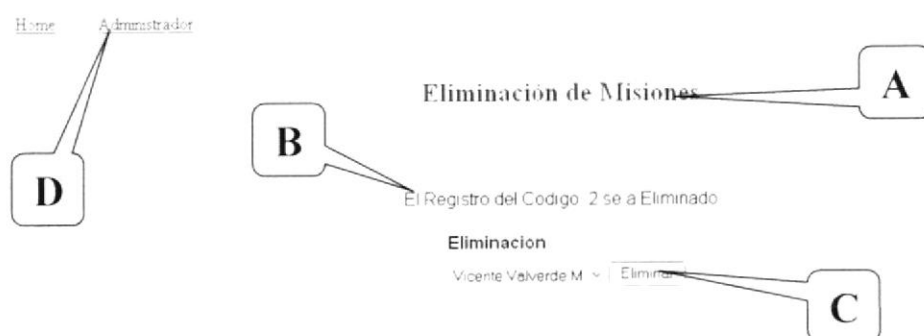 Home Administrador
A
Eliminación de Misiones
B
D
El Registro del Codigo 2 se a Eliminado
Eliminacion
Vicente Valverde M Eliminar
C